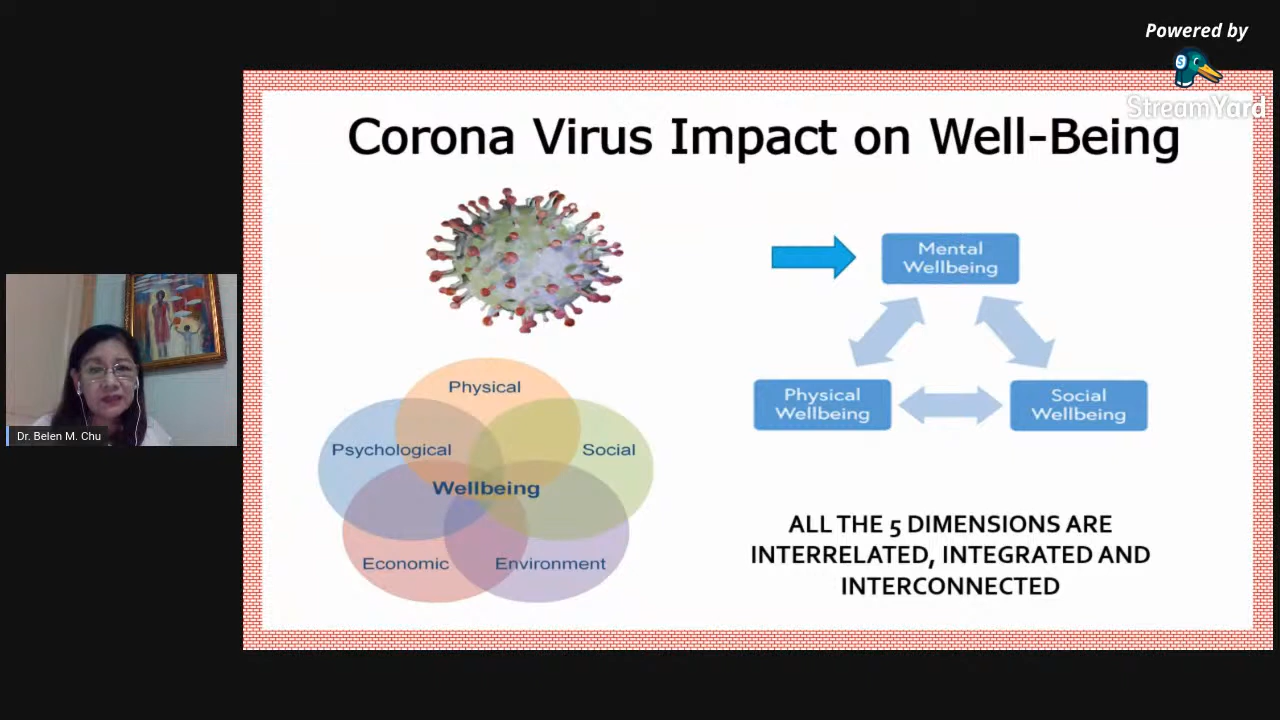 Powered by
StreamYard
Corona Virus Impact on Well-Being
Mental
Wellbeing
Physical
Wellbeing
Social
Wellbeing
Physical
Psychological
Social
Wellbeing
Economic
Environment
ALL THE 5 DIMENSIONS ARE
INTERRELATED, INTEGRATED AND
INTERCONNECTED
Dr. Belen M. Chu